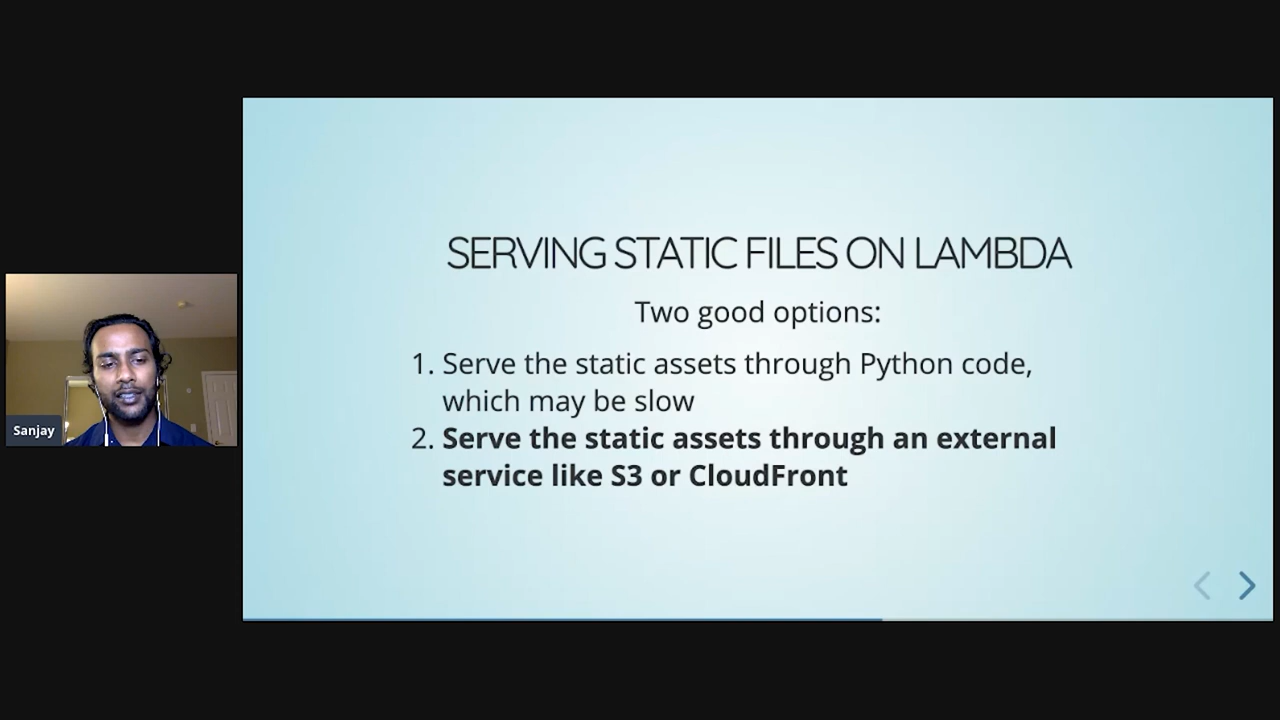 SERVING STATIC FILES ON LAMBDA
Two good options:
1. Serve the static assets through Python code,
which may be slow
2. Serve the static assets through an external
service like S3 or CloudFront
Sanjay